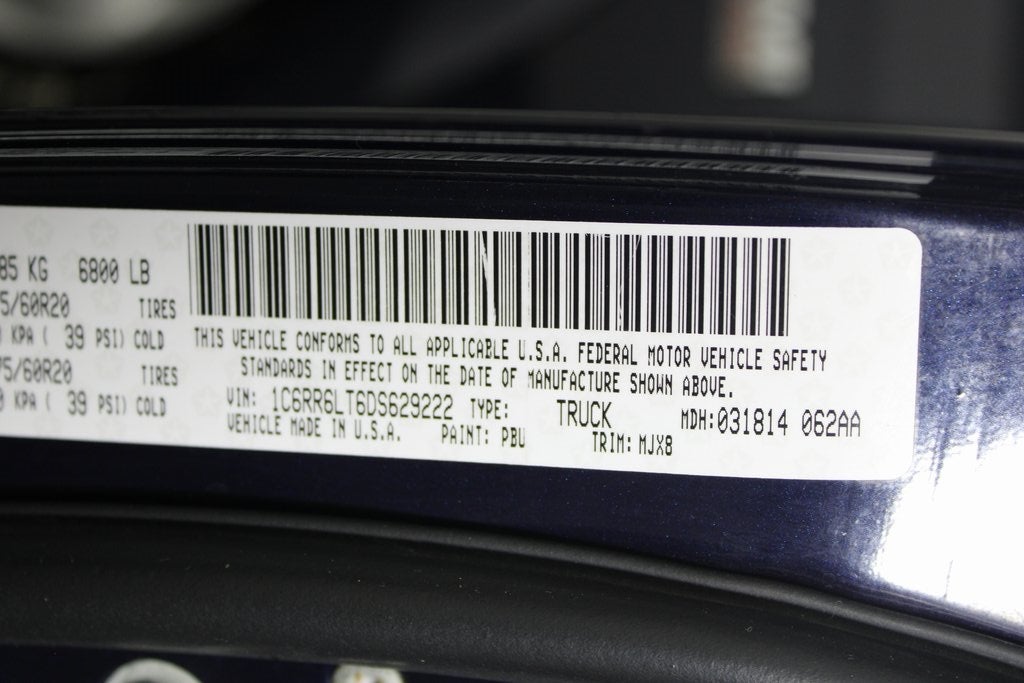 85 KG 6800 LB
5/60R20 TIRES
KPA ( 39 PSI) COLD
75/60R20 TIRES
0 KPA ( 39 PSI) COLD
THIS VEHICLE CONFORMS TO ALL APPLICABLE U.S.A. FEDERAL MOTOR VEHICLE SAFETY
STANDARDS IN EFFECT ON THE DATE OF MANUFACTURE SHOWN ABOVE.
VIN: 1C6RR6LT6DS629222 TYPE: TRUCK MDH:031814 062AA
VEHICLE MADE IN U.S.A. PAINT: PBU TRIM: MJX8